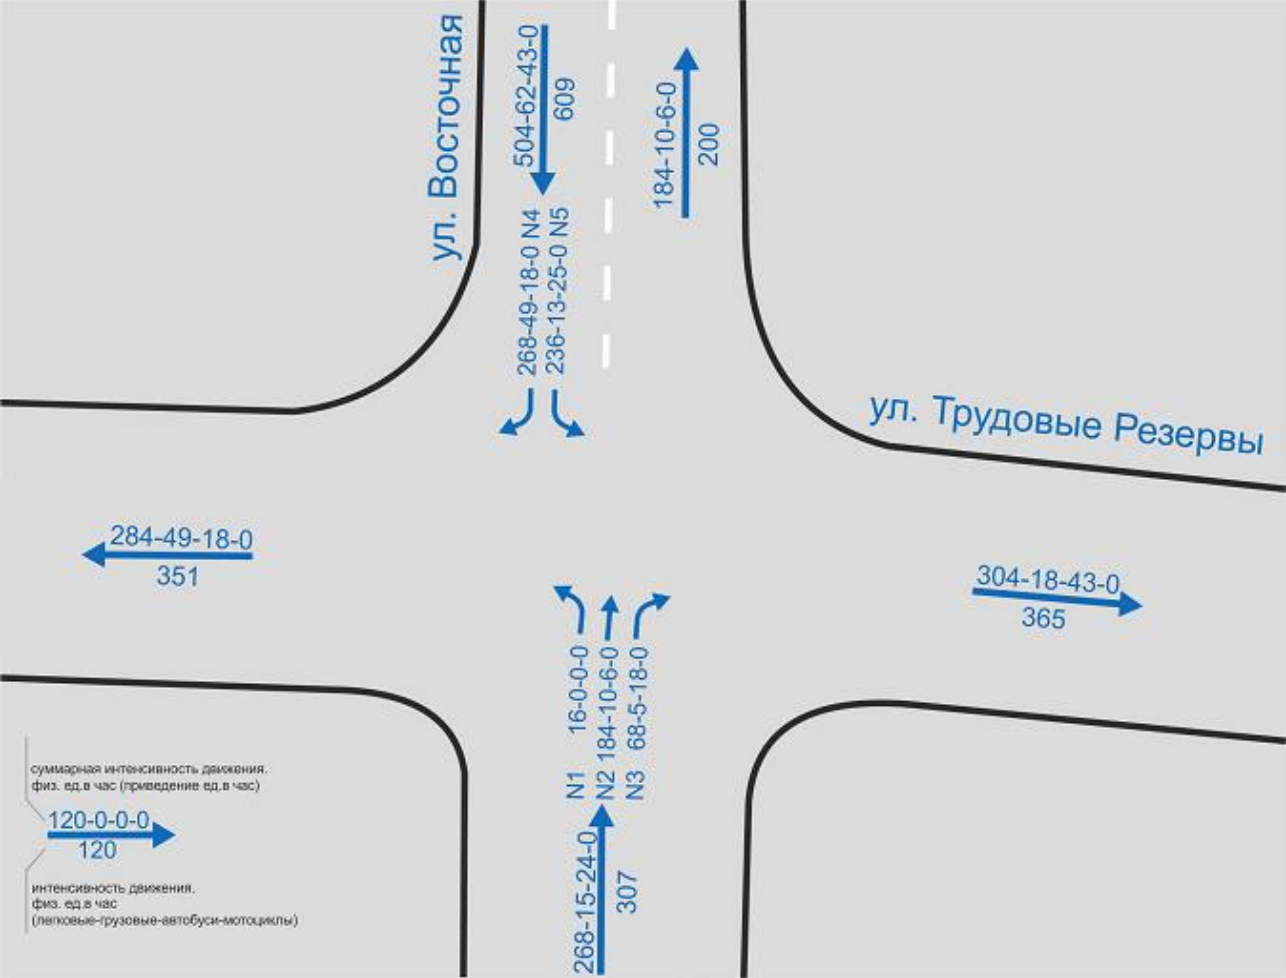 ул. Восточная
504-62-43-0
609
184-10-6-0
200
268-49-18-0 N4
236-13-25-0 N5
ул. Трудовые Резервы
284-49-18-0
351
304-18-43-0
365
N1 16-0-0-0
N2 184-10-6-0
N3 68-5-18-0
268-15-24-0
307
суммарная интенсивность движения.
физ. ед.в час (приведение ед.в час)
120-0-0-0
120
интенсивность движения.
физ. ед.в час
(легковые-грузовые-автобуси-мотоциклы)